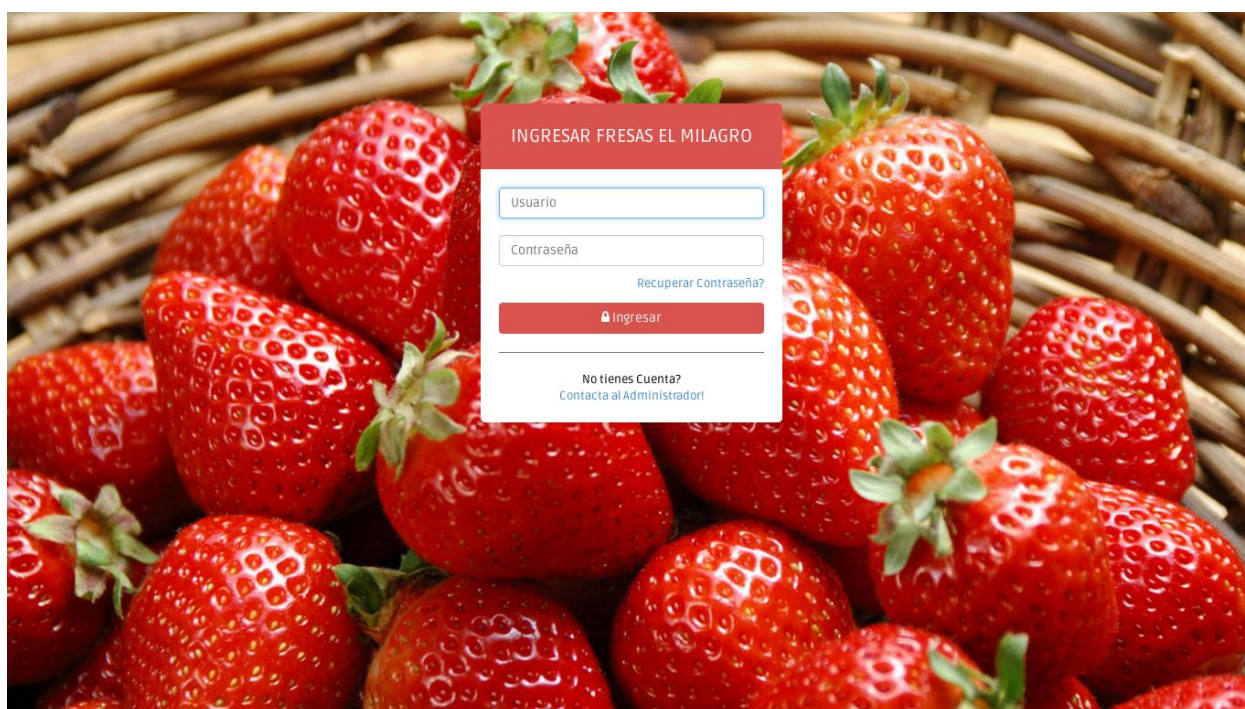 INGRESAR FRESAS EL MILAGRO
Usuario
Contraseña
Recuperar Contraseña?
Ingresar
No tienes Cuenta?
Contacta al Administrador!